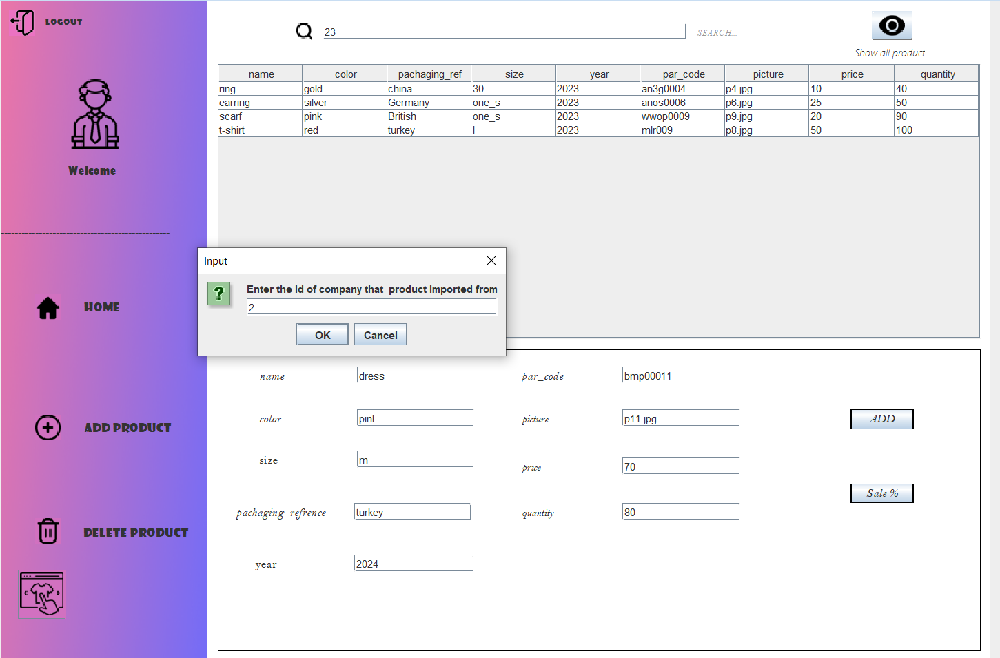 LOGOUT
23
SEARCH...
Show all product
Welcome
name color pachaging_ref size year par_code picture price quantity
ring gold china 30 2023 an3g0004 p4.jpg 10 40
earring silver Germany one_s 2023 anos0006 p6.jpg 25 50
scarf pink British one_s 2023 wwop0009 p9.jpg 20 90
t-shirt red turkey l 2023 mlr009 p8.jpg 50 100
HOME
ADD PRODUCT
DELETE PRODUCT
Input
Enter the id of company that product imported from
2
OK Cancel
name dress par_code bmp00011
color pinl picture p11.jpg ADD
size m price 70
Sale %
pachaging_refrence turkey quantity 80
year 2024